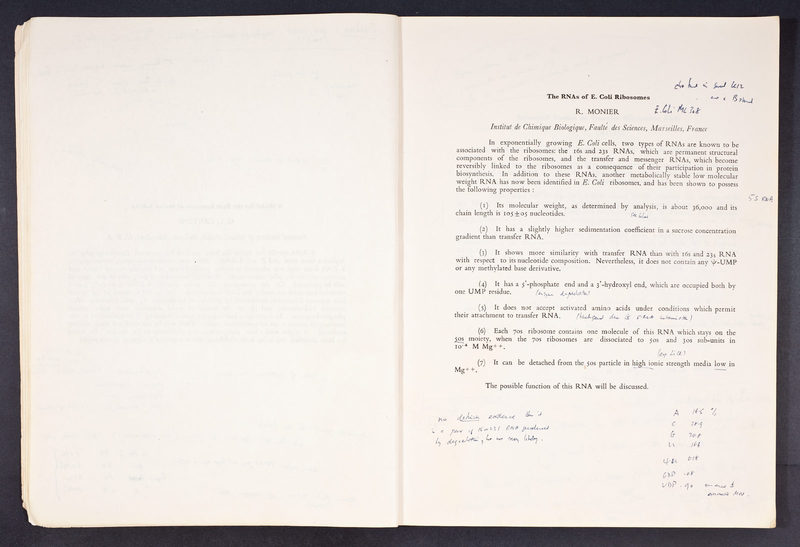 The RNAs of E. Coli Ribosomes
R. MONIER
E. Coli
Institut de Chimique Biologique, Faulté des Sciences, Marseilles, France
In exponentially growing E. Coli cells, two types of RNAs are known to be
associated with the ribosomes: the 16s and 23s RNAs, which are permanent structural
components of the ribosomes, and the transfer and messenger RNAs, which become
reversibly linked to the ribosomes as a consequence of their participation in protein
biosynthesis. In addition to these RNAs, another metabolically stable low molecular
weight RNA has now been identified in E. Coli ribosomes, and has been shown to possess
the following properties :
5S RNA
(1) Its molecular weight, as determined by analysis, is about 36,000 and its
chain length is 105±05 nucleotides.
(2) It has a slightly higher sedimentation coefficient in a sucrose concentration
gradient than transfer RNA.
(3) It shows more similarity with transfer RNA than with 16s and 23s RNA
with respect to its nucleotide composition. Nevertheless, it does not contain any ψ-UMP
or any methylated base derivative.
(4) It has a 5'-phosphate end and a 3'-hydroxyl end, which are occupied both by
one UMP residue.
(5) It does not accept activated amino acids under conditions which permit
their attachment to transfer RNA.
(6) Each 70s ribosome contains one molecule of this RNA which stays on the
50s moiety, when the 70s ribosomes are dissociated to 50s and 30s sub-units in
10⁻⁴ M Mg++.
(7) It can be detached from the 50s particle in high ionic strength media low in
Mg++.
The possible function of this RNA will be discussed.
no definite evidence that it
by degradation
A
C
G